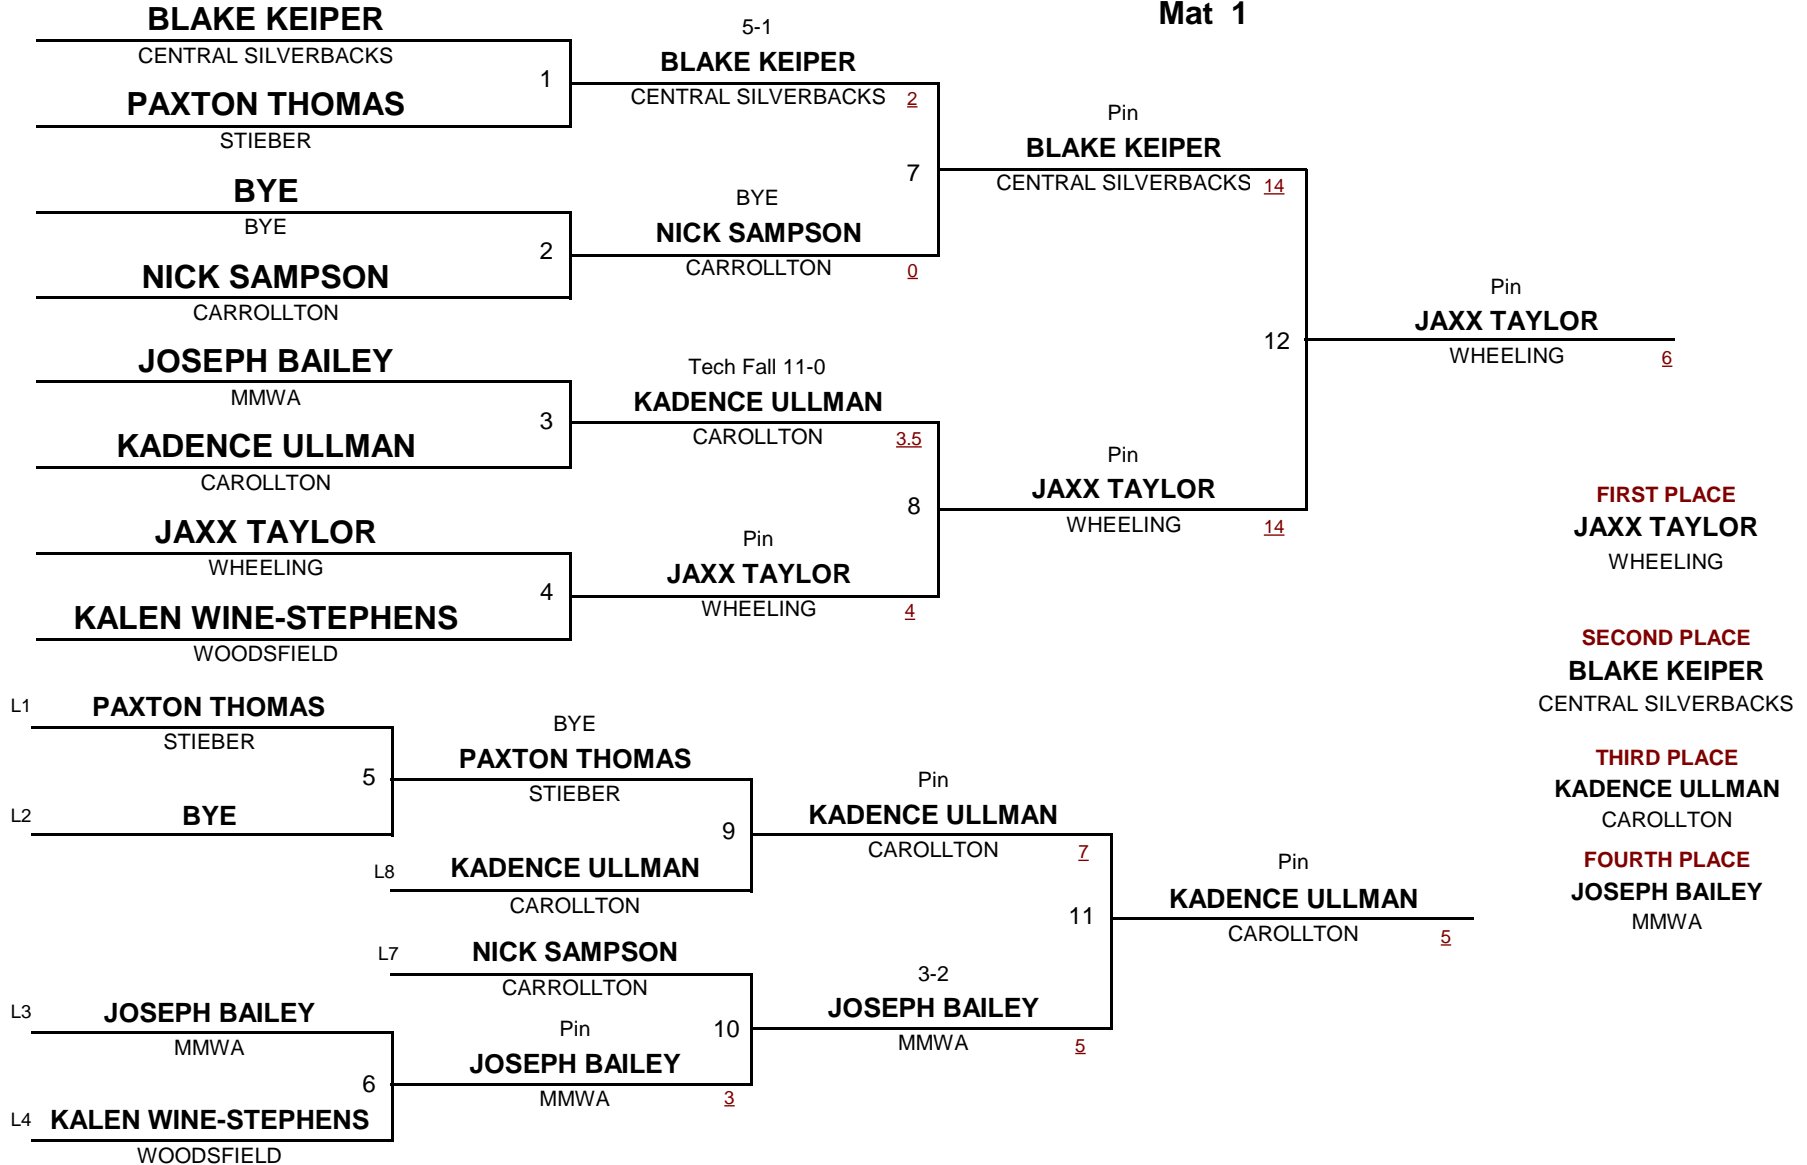 Mat 1
BLAKE KEIPER
CENTRAL SILVERBACKS
1
PAXTON THOMAS
STIEBER
BYE
BYE
2
NICK SAMPSON
CARROLLTON
JOSEPH BAILEY
MMWA
3
KADENCE ULLMAN
CAROLLTON
JAXX TAYLOR
WHEELING
4
KALEN WINE-STEPHENS
WOODSFIELD
5-1
BLAKE KEIPER
CENTRAL SILVERBACKS 2
7
BYE
NICK SAMPSON
CARROLLTON 0
Tech Fall 11-0
KADENCE ULLMAN
CAROLLTON 3.5
8
Pin
JAXX TAYLOR
WHEELING 4
Pin
BLAKE KEIPER
CENTRAL SILVERBACKS 14
12
Pin
JAXX TAYLOR
WHEELING 14
Pin
JAXX TAYLOR
WHEELING 6
FIRST PLACE
JAXX TAYLOR
WHEELING
SECOND PLACE
BLAKE KEIPER
CENTRAL SILVERBACKS
THIRD PLACE
KADENCE ULLMAN
CAROLLTON
FOURTH PLACE
JOSEPH BAILEY
MMWA
L1 PAXTON THOMAS
STIEBER
5
L2 BYE
L3 JOSEPH BAILEY
MMWA
6
L4 KALEN WINE-STEPHENS
WOODSFIELD
BYE
PAXTON THOMAS
STIEBER
9
L8 KADENCE ULLMAN
CAROLLTON
L7 NICK SAMPSON
CARROLLTON
10
Pin
JOSEPH BAILEY
MMWA 3
Pin
KADENCE ULLMAN
CAROLLTON 7
11
3-2
JOSEPH BAILEY
MMWA 5
Pin
KADENCE ULLMAN
CAROLLTON 5